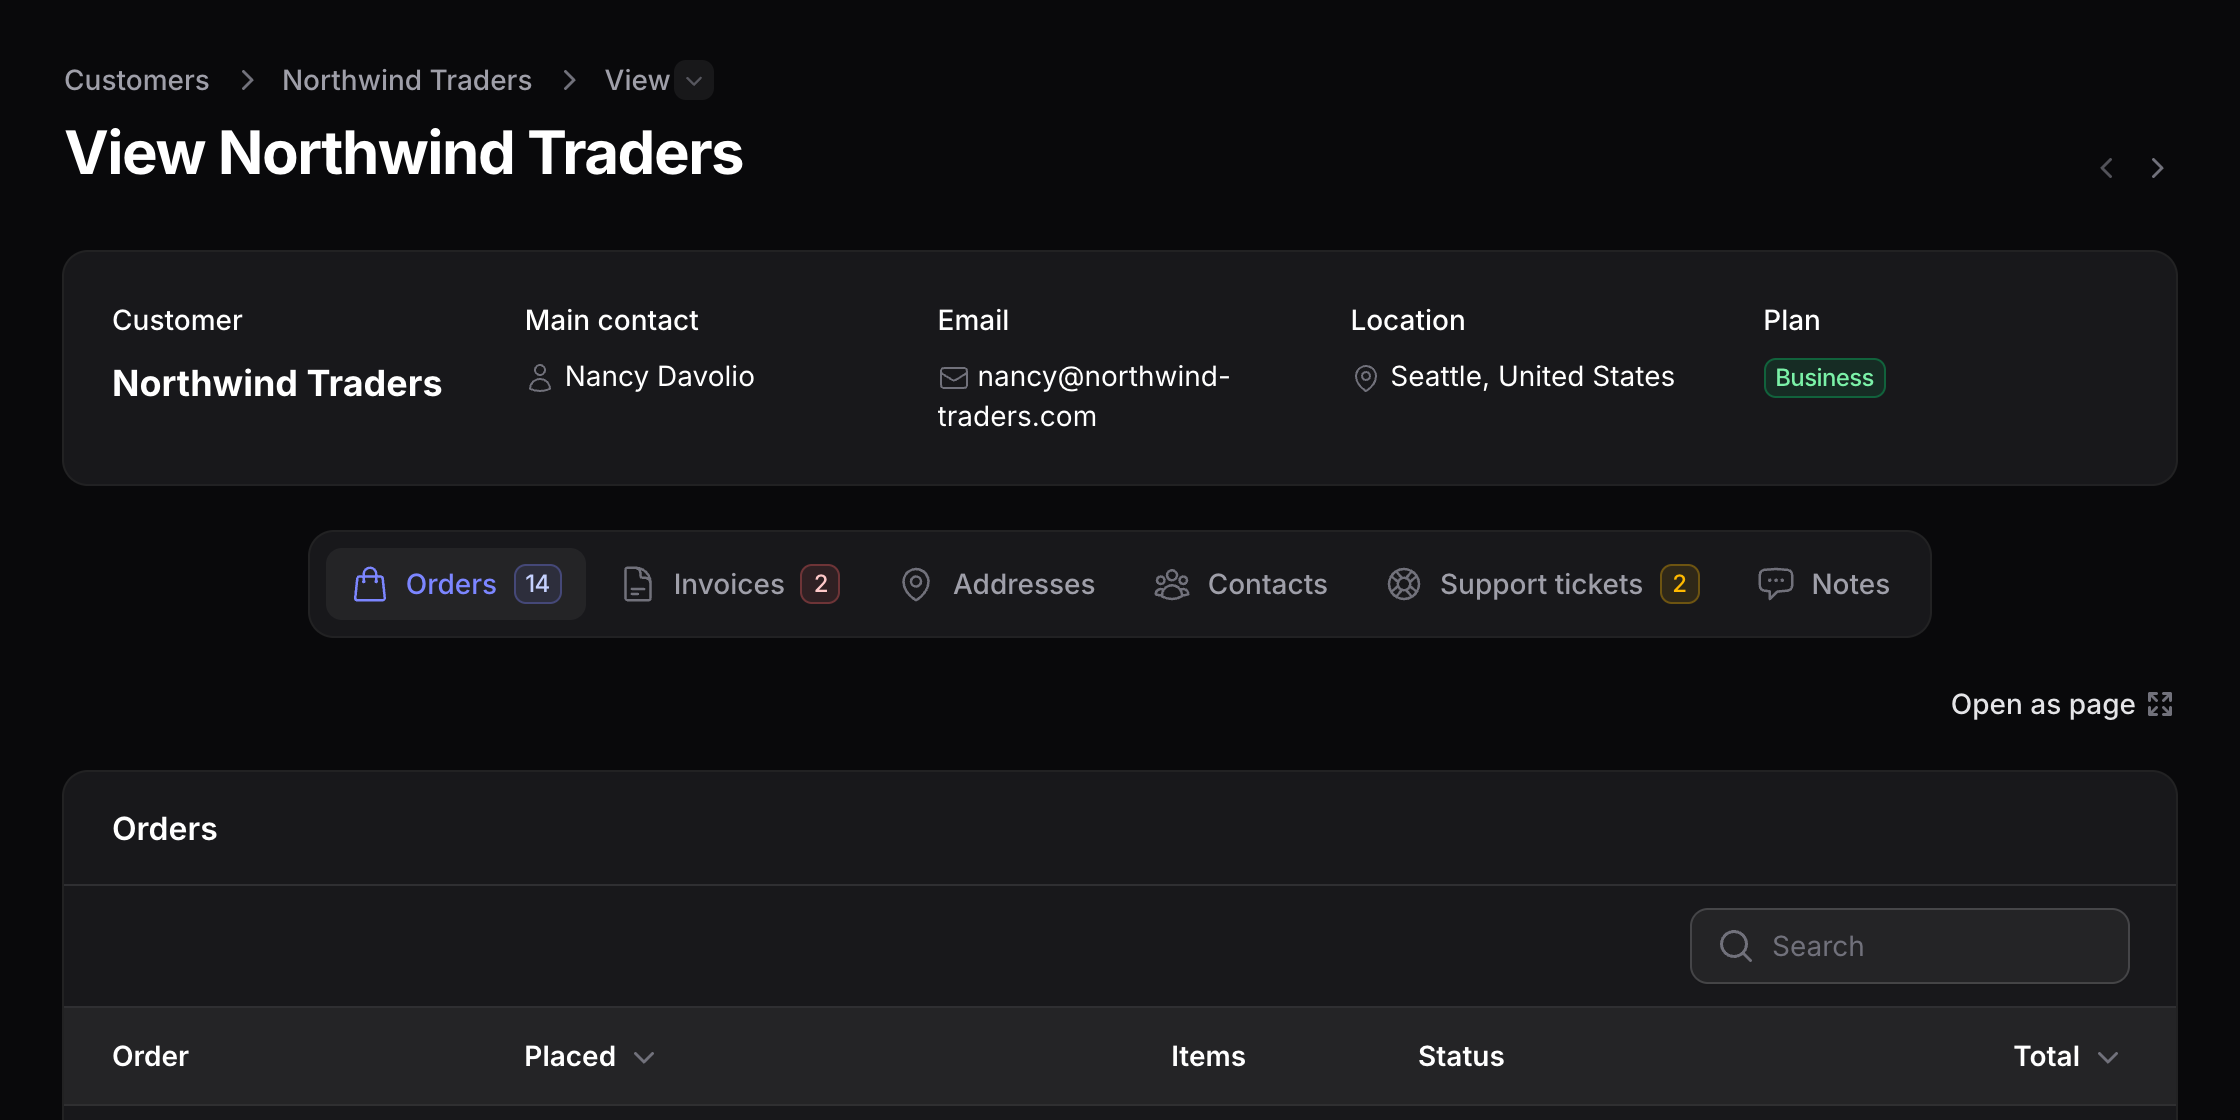 Customers > Northwind Traders > View
View Northwind Traders
Customer
Northwind Traders
Main contact
Nancy Davolio
Email
nancy@northwind-
traders.com
Location
Seattle, United States
Plan
Business
Orders 14 Invoices 2 Addresses Contacts Support tickets 2 Notes
Open as page
Orders
Search
Order Placed Items Status Total